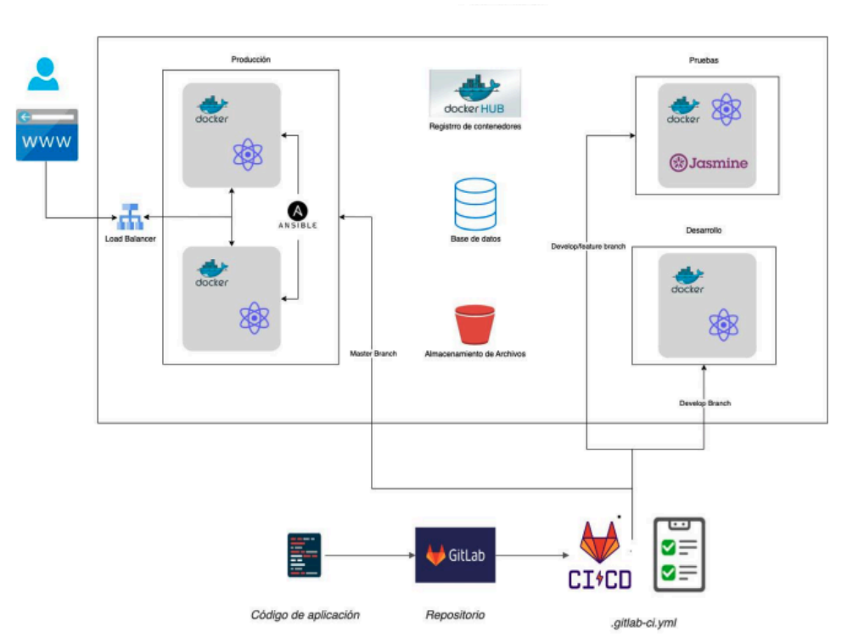 Producción
Pruebas
docker
docker HUB
Registrro de contenedores
docker
Jasmine
WWW
ANSIBLE
Load Balancer
Base de datos
Desarrollo
Develop/feature branch
docker
docker
Master Branch
Almacenamiento de Archivos
Develop Branch
GitLab
CI CD
Código de aplicación
Repositorio
.gitlab-ci.yml